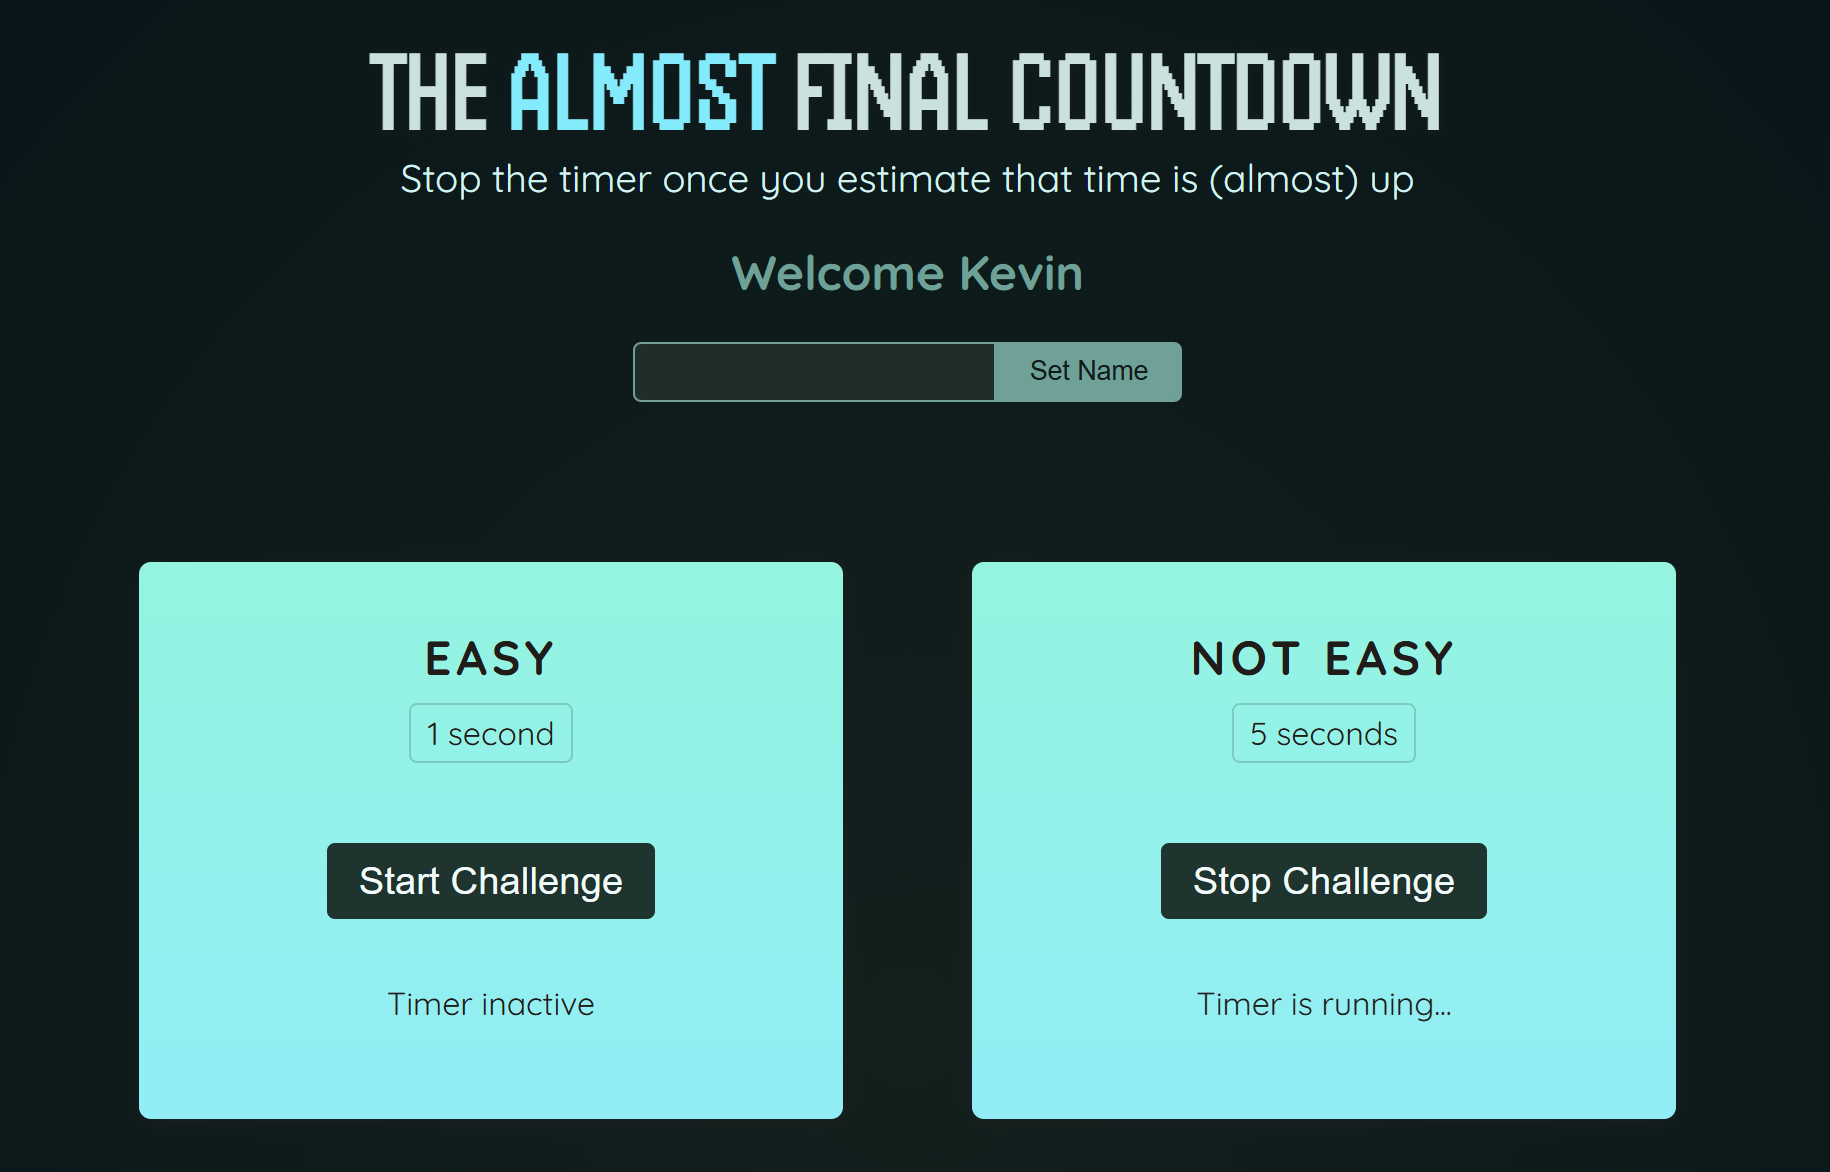 THE ALMOST FINAL COUNTDOWN
Stop the timer once you estimate that time is (almost) up
Welcome Kevin
Set Name
EASY
1 second
Start Challenge
Timer inactive
NOT EASY
5 seconds
Stop Challenge
Timer is running...